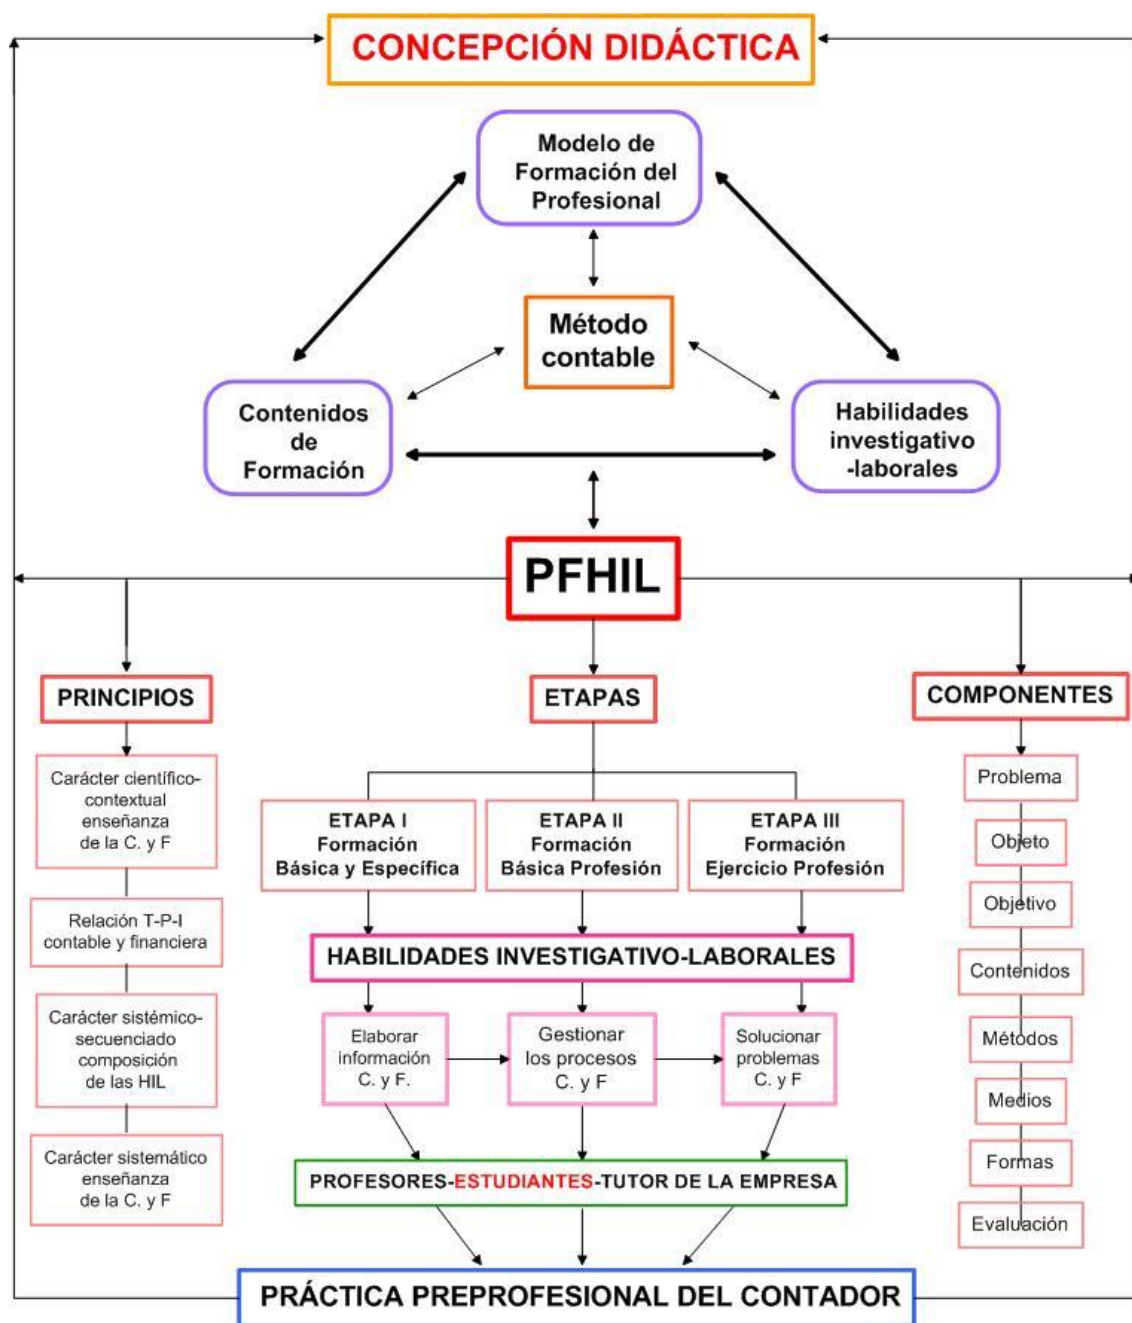 CONCEPCIÓN DIDÁCTICA
Modelo de
Formación del
Profesional
Método
contable
Contenidos
de
Formación
Habilidades
investigativo
-laborales
PFHIL
PRINCIPIOS
Carácter científico-
contextual
enseñanza
de la C. y F
Relación T-P-I
contable y financiera
Carácter sistémico-
secuenciado
composición
de las HIL
Carácter sistemático
enseñanza
de la C. y F
ETAPAS
ETAPA I
Formación
Básica y Específica
ETAPA II
Formación
Básica Profesión
ETAPA III
Formación
Ejercicio Profesión
HABILIDADES INVESTIGATIVO-LABORALES
Elaborar
información
C. y F.
Gestionar
los procesos
C. y F
Solucionar
problemas
C. y F
PROFESORES-ESTUDIANTES-TUTOR DE LA EMPRESA
COMPONENTES
Problema
Objeto
Objetivo
Contenidos
Métodos
Medios
Formas
Evaluación
PRÁCTICA PREPROFESIONAL DEL CONTADOR